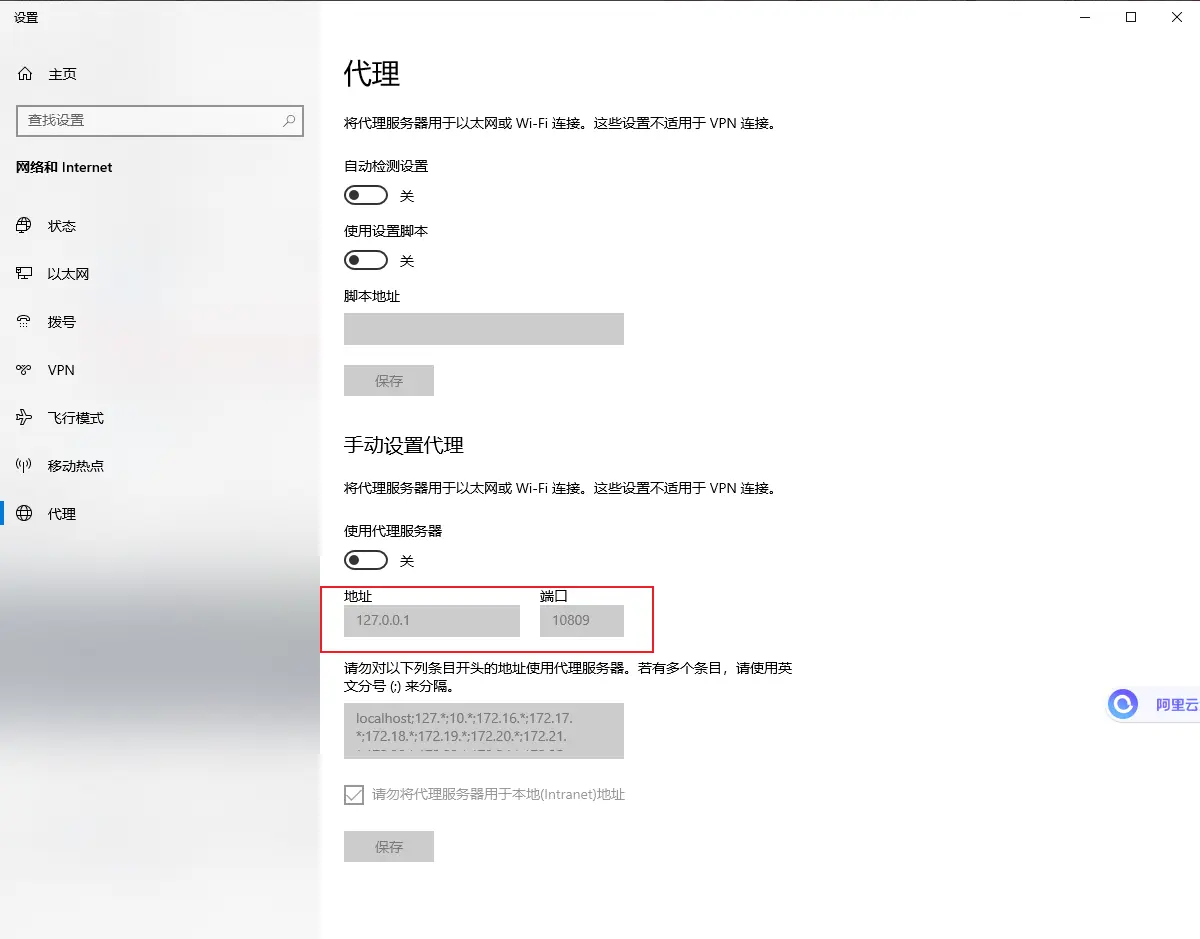 设置
主页
查找设置
网络和 Internet
状态
以太网
拨号
VPN
飞行模式
移动热点
代理
代理
将代理服务器用于以太网或 Wi-Fi 连接。这些设置不适用于 VPN 连接。
自动检测设置
关
使用设置脚本
关
脚本地址
保存
手动设置代理
将代理服务器用于以太网或 Wi-Fi 连接。这些设置不适用于 VPN 连接。
使用代理服务器
关
地址 端口
127.0.0.1 10809
请勿对以下列条目开头的地址使用代理服务器。若有多个条目，请使用英
文分号 (;) 来分隔。
localhost;127.*;10.*;172.16.*;172.17.
*;172.18.*;172.19.*;172.20.*;172.21.
请勿将代理服务器用于本地(Intranet)地址
保存
阿里云